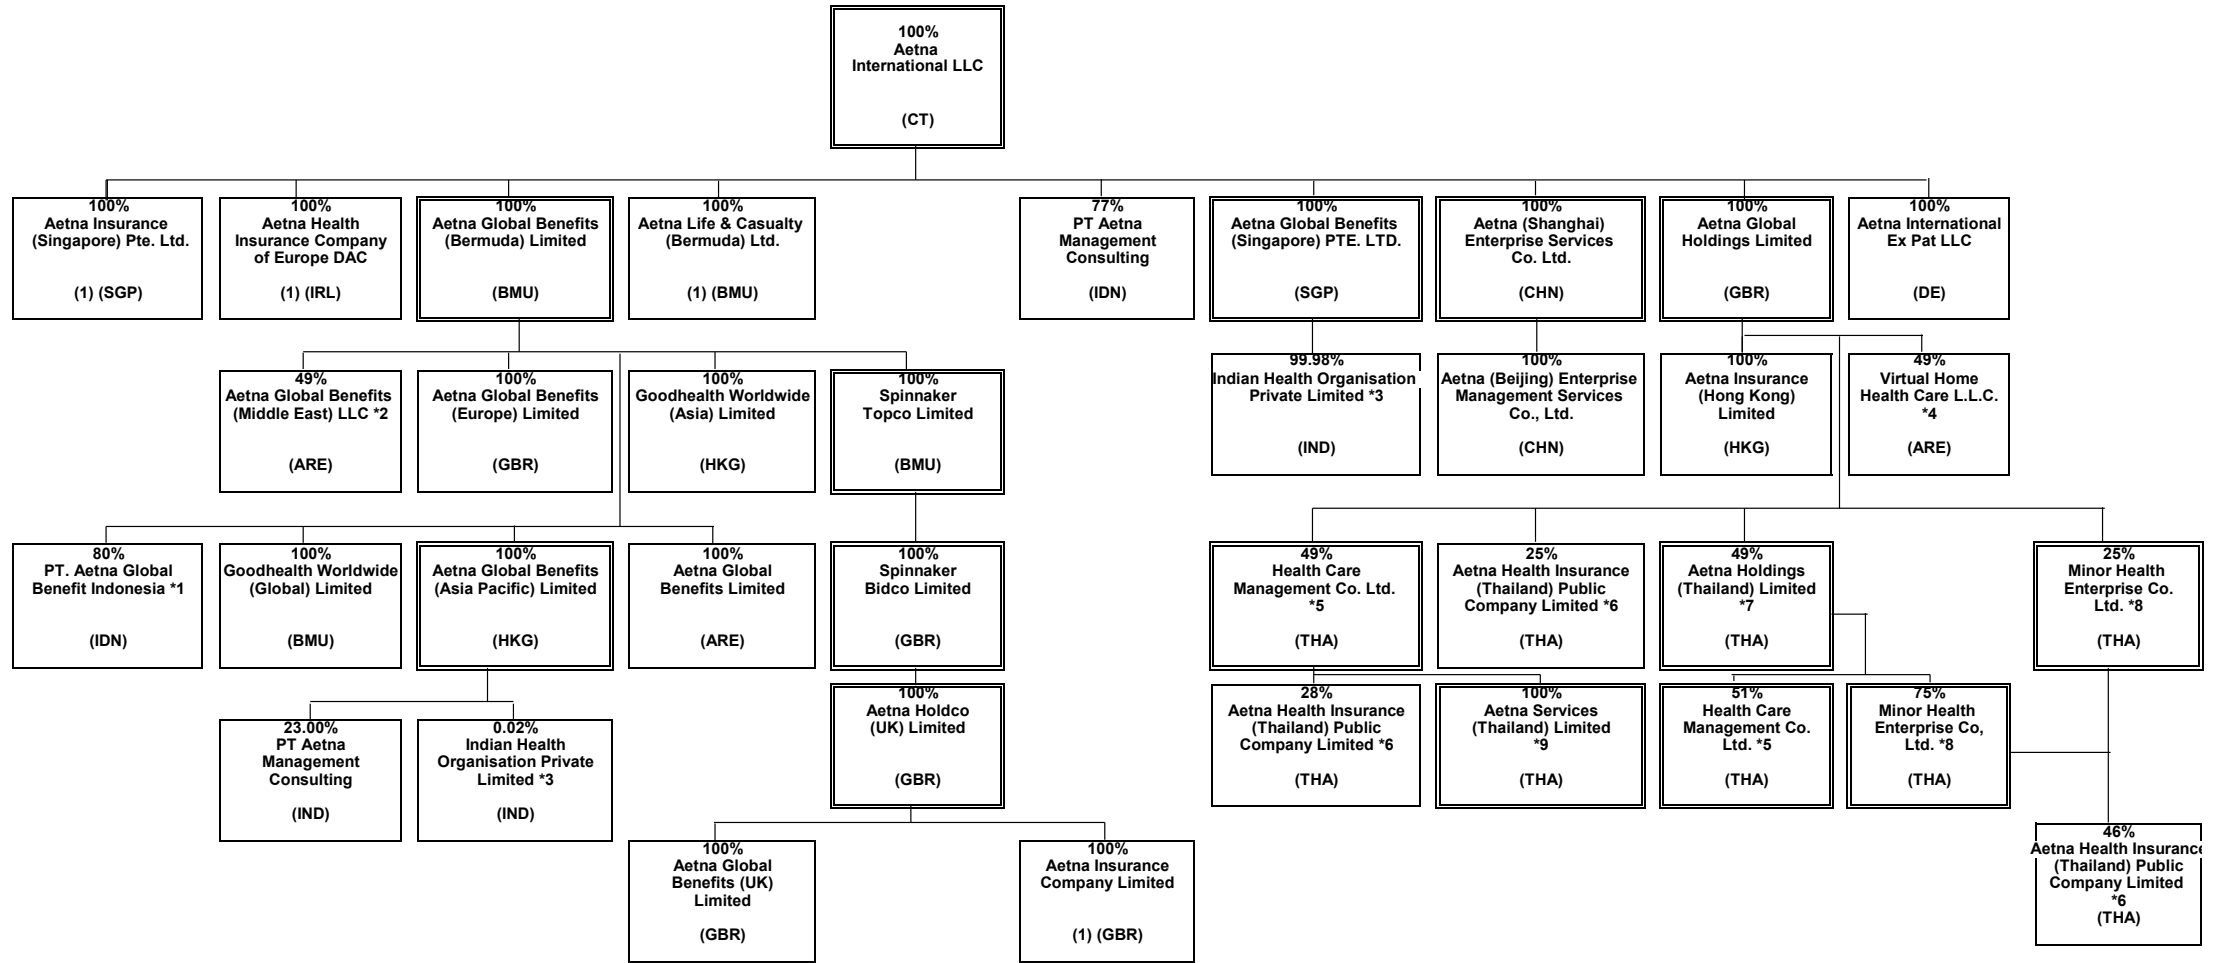 100%
Aetna
International LLC
(CT)
100%
Aetna Insurance
(Singapore) Pte. Ltd.
(1) (SGP)
100%
Aetna Health
Insurance Company
of Europe DAC
(1) (IRL)
100%
Aetna Global Benefits
(Bermuda) Limited
(BMU)
100%
Aetna Life & Casualty
(Bermuda) Ltd.
(1) (BMU)
77%
PT Aetna
Management
Consulting
(IDN)
100%
Aetna Global Benefits
(Singapore) PTE. LTD.
(SGP)
100%
Aetna (Shanghai)
Enterprise Services
Co. Ltd.
(CHN)
100%
Aetna Global
Holdings Limited
(GBR)
100%
Aetna International
Ex Pat LLC
(DE)
49%
Aetna Global Benefits
(Middle East) LLC *2
(ARE)
100%
Aetna Global Benefits
(Europe) Limited
(GBR)
100%
Goodhealth Worldwide
(Asia) Limited
(HKG)
100%
Spinnaker
Topco Limited
(BMU)
99.98%
Indian Health Organisation
Private Limited *3
(IND)
100%
Aetna (Beijing) Enterprise
Management Services
Co., Ltd.
(CHN)
100%
Aetna Insurance
(Hong Kong)
Limited
(HKG)
49%
Virtual Home
Health Care L.L.C.
*4
(ARE)
80%
PT. Aetna Global
Benefit Indonesia *1
(IDN)
100%
Goodhealth Worldwide
(Global) Limited
(BMU)
100%
Aetna Global Benefits
(Asia Pacific) Limited
(HKG)
100%
Aetna Global
Benefits Limited
(ARE)
100%
Spinnaker
Bidco Limited
(GBR)
49%
Health Care
Management Co. Ltd.
*5
(THA)
25%
Aetna Health Insurance
(Thailand) Public
Company Limited *6
(THA)
49%
Aetna Holdings
(Thailand) Limited
*7
(THA)
25%
Minor Health
Enterprise Co.
Ltd. *8
(THA)
23.00%
PT Aetna
Management
Consulting
(IND)
0.02%
Indian Health
Organisation Private
Limited *3
(IND)
100%
Aetna Holdco
(UK) Limited
(GBR)
28%
Aetna Health Insurance
(Thailand) Public
Company Limited *6
(THA)
100%
Aetna Services
(Thailand) Limited
*9
(THA)
51%
Health Care
Management Co.
Ltd. *5
(THA)
75%
Minor Health
Enterprise Co,
Ltd. *8
(THA)
100%
Aetna Global
Benefits (UK)
Limited
(GBR)
100%
Aetna Insurance
Company Limited
(1) (GBR)
46%
Aetna Health Insurance
(Thailand) Public
Company Limited
*6
(THA)